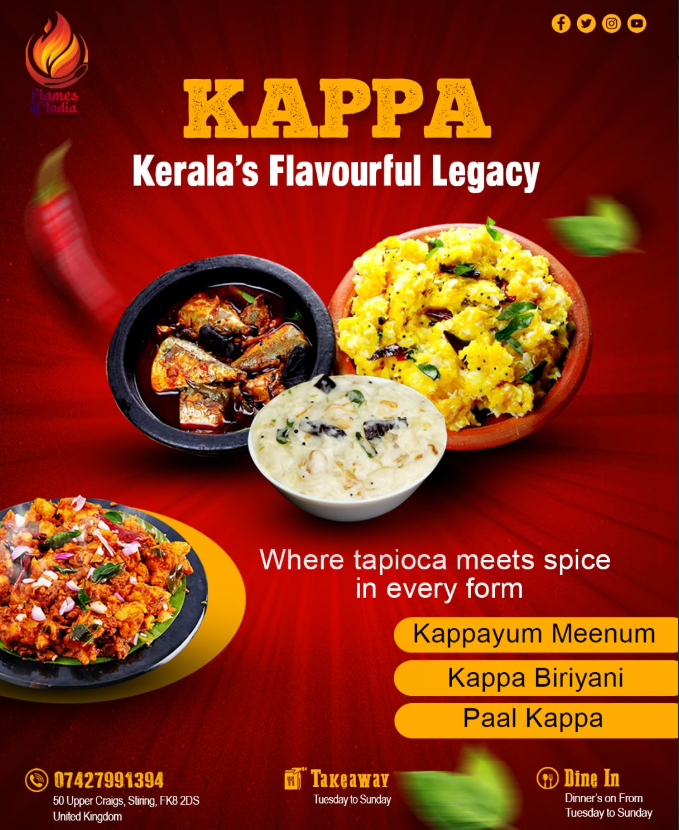 Flames
of India
KAPPA
Kerala's Flavourful Legacy
Where tapioca meets spice
in every form
Kappayum Meenum
Kappa Biriyani
Paal Kappa
07427991394
50 Upper Craigs, Stiring, FK8 2DS
United Kingdom
Takeaway
Tuesday to Sunday
Dine In
Dinner's on From
Tuesday to Sunday